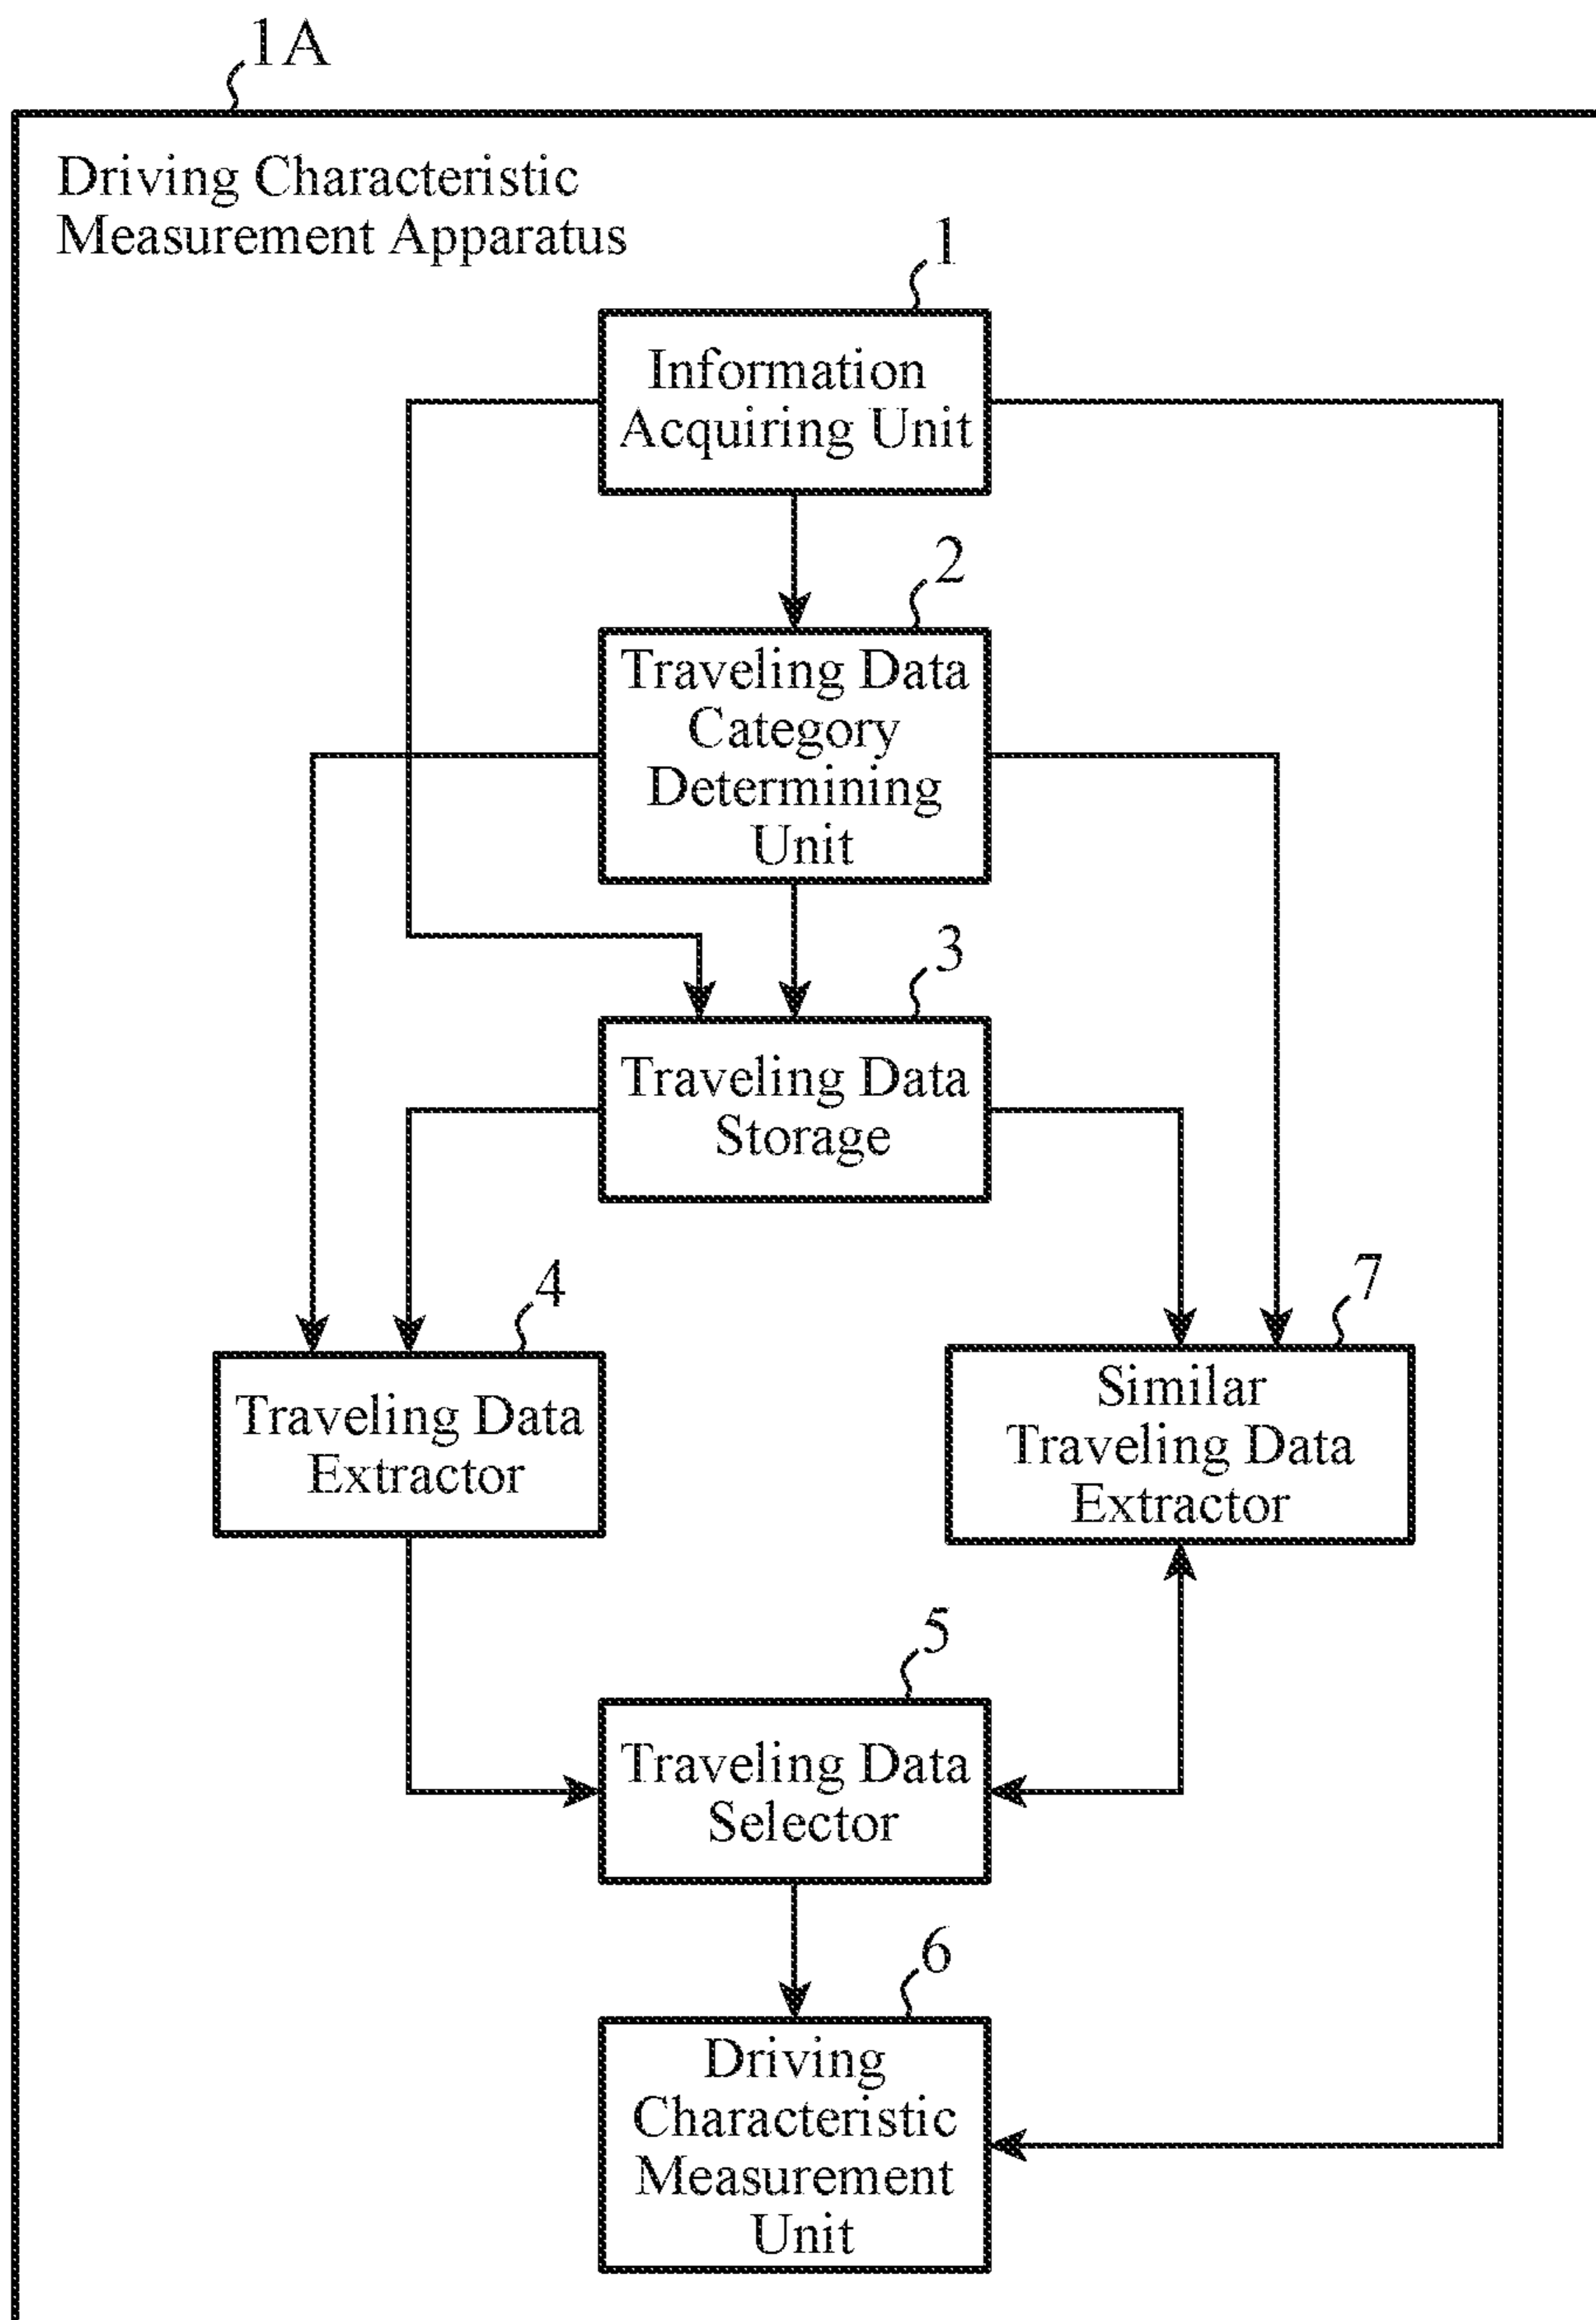 1A
Driving Characteristic
Measurement Apparatus
1
Information
Acquiring Unit
2
Traveling Data
Category
Determining
Unit
3
Traveling Data
Storage
4
Traveling Data
Extractor
7
Similar
Traveling Data
Extractor
5
Traveling Data
Selector
6
Driving
Characteristic
Measurement
Unit